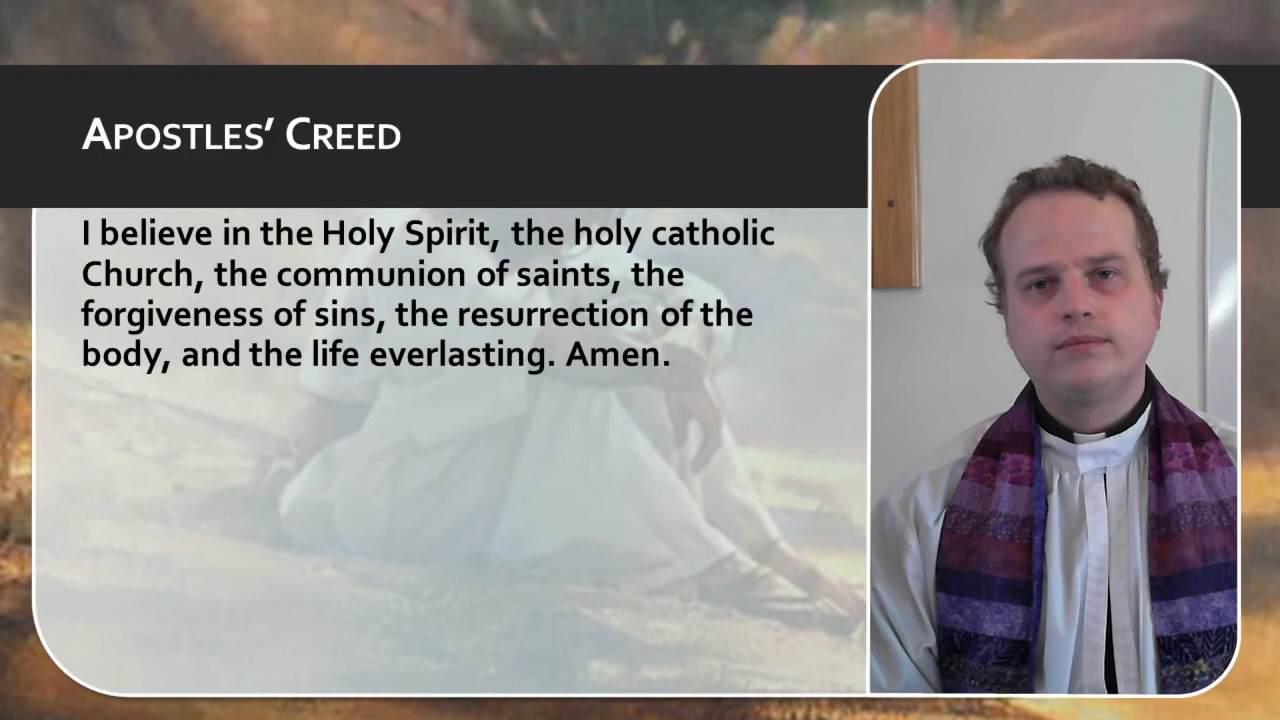 Apostles’ Creed
I believe in the Holy Spirit, the holy catholic
Church, the communion of saints, the
forgiveness of sins, the resurrection of the
body, and the life everlasting. Amen.